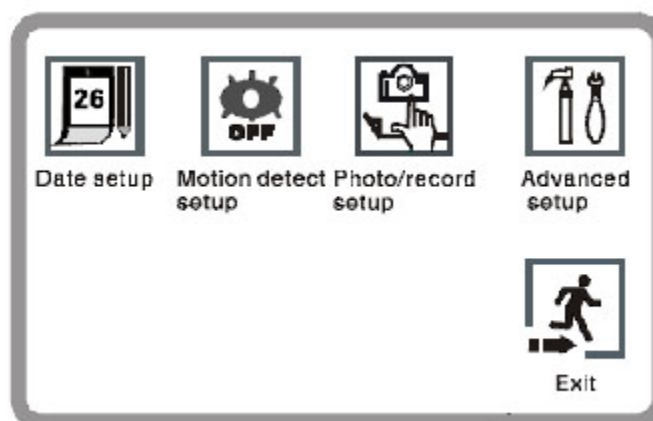 26
OFF
Date setup
Motion detect
setup
Photo/record
setup
Advanced
setup
Exit